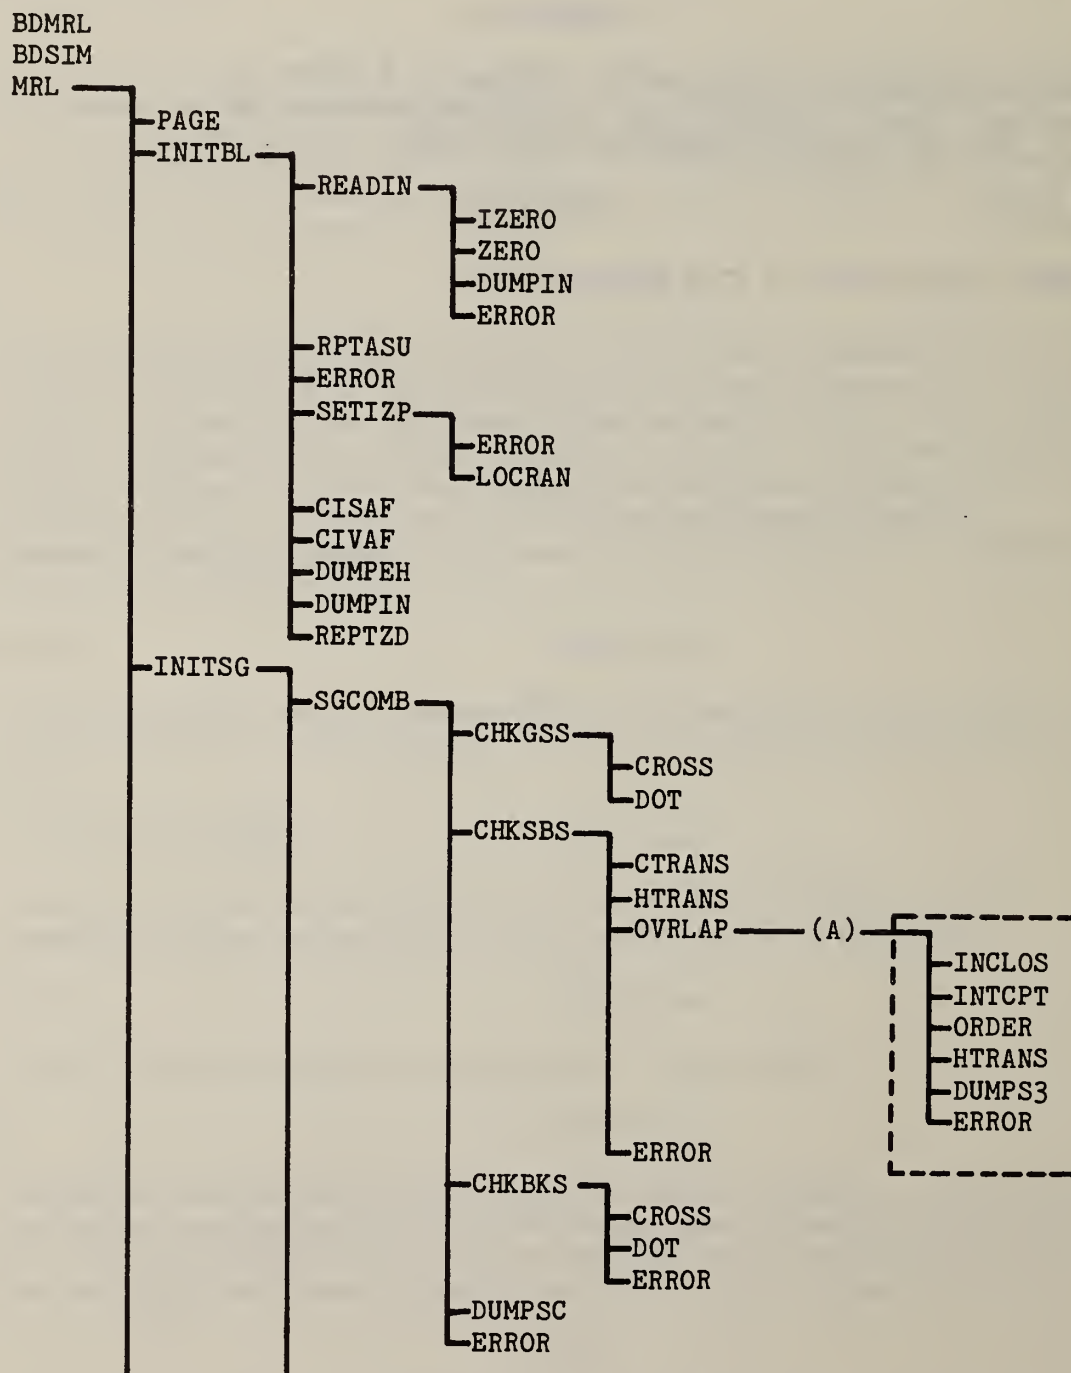 BDMRL
BDSIM
MRL
PAGE
INITBL
READIN
IZERO
ZERO
DUMPIN
ERROR
RPTASU
ERROR
SETIZP
ERROR
LOCRAN
CISAF
CIVAF
DUMPEH
DUMPIN
REPTZD
INITSG
SGCOMB
CHKGSS
CROSS
DOT
CHKSBS
CTRANS
HTRANS
OVRLAP (A)
INCLOS
INTCPT
ORDER
HTRANS
DUMPS3
ERROR
ERROR
CHKBKS
CROSS
DOT
ERROR
DUMPSC
ERROR